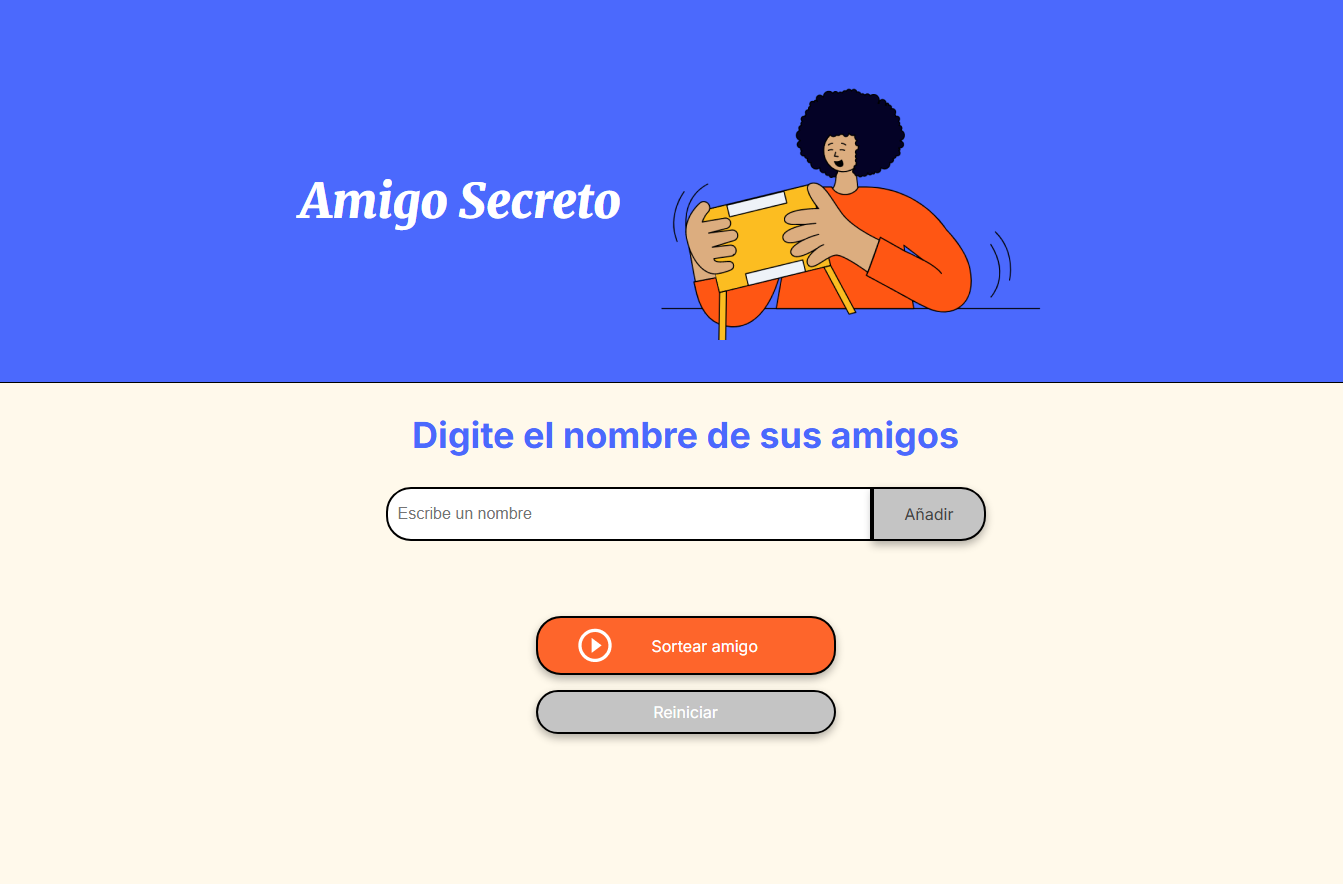 Amigo Secreto
Digite el nombre de sus amigos
Escribe un nombre
Añadir
Sortear amigo
Reiniciar